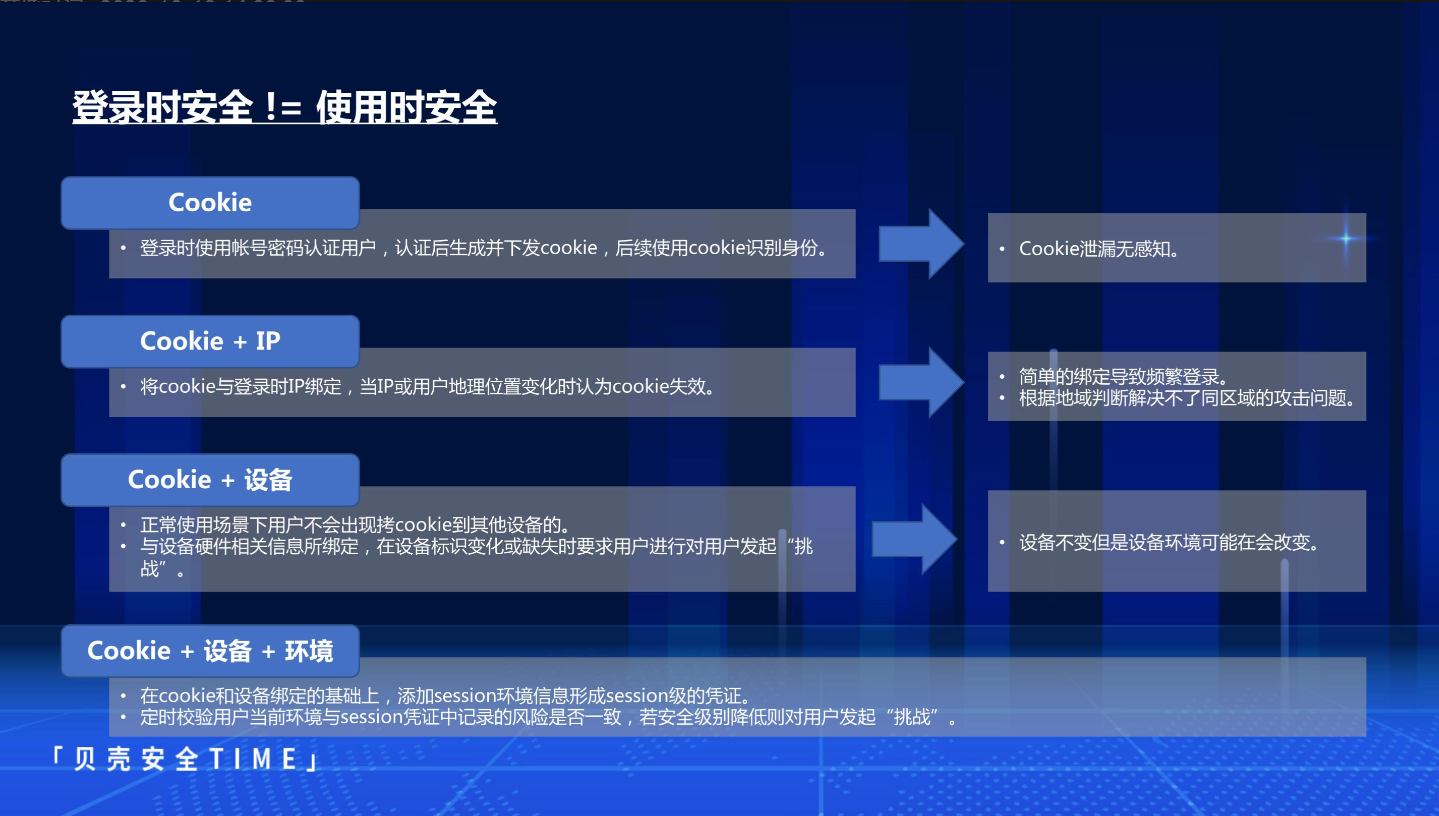 登录时安全 != 使用时安全
Cookie
• 登录时使用帐号密码认证用户，认证后生成并下发cookie，后续使用cookie识别身份。
• Cookie泄漏无感知。
Cookie + IP
• 将cookie与登录时IP绑定，当IP或用户地理位置变化时认为cookie失效。
• 简单的绑定导致频繁登录。
• 根据地域判断解决不了同区域的攻击问题。
Cookie + 设备
• 正常使用场景下用户不会出现拷cookie到其他设备的。
• 与设备硬件相关信息所绑定，在设备标识变化或缺失时要求用户进行对用户发起“挑
战”。
• 设备不变但是设备环境可能在会改变。
Cookie + 设备 + 环境
• 在cookie和设备绑定的基础上，添加session环境信息形成session级的凭证。
• 定时校验用户当前环境与session凭证中记录的风险是否一致，若安全级别降低则对用户发起“挑战”。
「贝壳安全TIME」